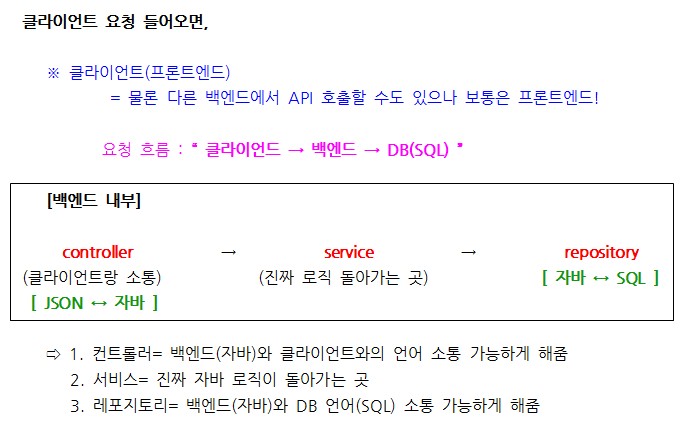 클라이언트 요청 들어오면,
※ 클라이언트(프론트엔드)
= 물론 다른 백엔드에서 API 호출할 수도 있으나 보통은 프론트엔드!
요청 흐름 : “ 클라이언드 → 백엔드 → DB(SQL) ”
[백엔드 내부]
controller → service → repository
(클라이언트랑 소통) (진짜 로직 돌아가는 곳) [ 자바 ↔ SQL ]
[ JSON ↔ 자바 ]
⇨ 1. 컨트롤러= 백엔드(자바)와 클라이언트와의 언어 소통 가능하게 해줌
2. 서비스= 진짜 자바 로직이 돌아가는 곳
3. 레포지토리= 백엔드(자바)와 DB 언어(SQL) 소통 가능하게 해줌